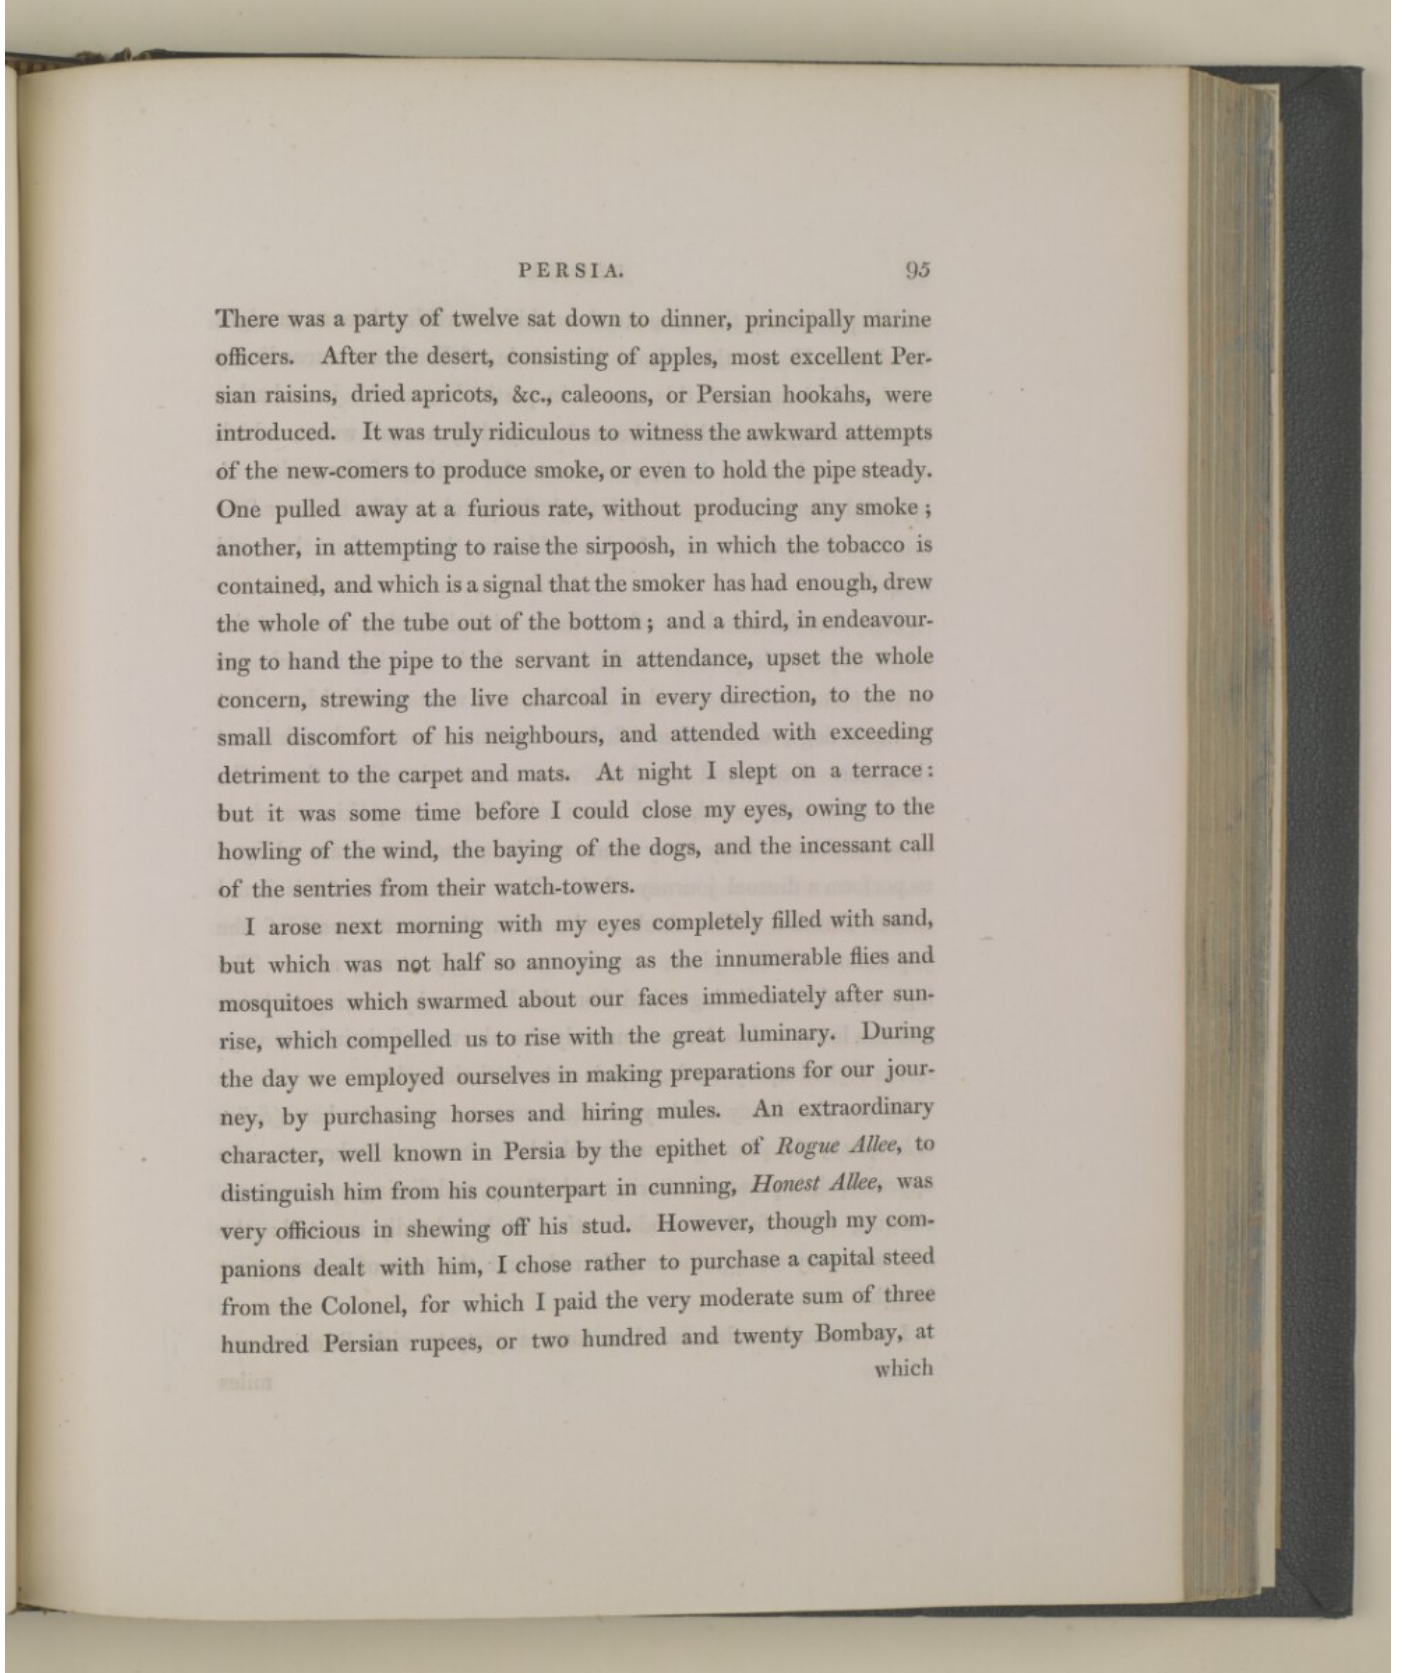 PERSIA. 95
There was a party of twelve sat down to dinner, principally marine
officers. After the desert, consisting of apples, most excellent Per-
sian raisins, dried apricots, &c., caleoons, or Persian hookahs, were
introduced. It was truly ridiculous to witness the awkward attempts
of the new-comers to produce smoke, or even to hold the pipe steady.
One pulled away at a furious rate, without producing any smoke ;
another, in attempting to raise the sirpoosh, in which the tobacco is
contained, and which is a signal that the smoker has had enough, drew
the whole of the tube out of the bottom ; and a third, in endeavour-
ing to hand the pipe to the servant in attendance, upset the whole
concern, strewing the live charcoal in every direction, to the no
small discomfort of his neighbours, and attended with exceeding
detriment to the carpet and mats. At night I slept on a terrace :
but it was some time before I could close my eyes, owing to the
howling of the wind, the baying of the dogs, and the incessant call
of the sentries from their watch-towers.
I arose next morning with my eyes completely filled with sand,
but which was not half so annoying as the innumerable flies and
mosquitoes which swarmed about our faces immediately after sun-
rise, which compelled us to rise with the great luminary. During
the day we employed ourselves in making preparations for our jour-
ney, by purchasing horses and hiring mules. An extraordinary
character, well known in Persia by the epithet of Rogue Allee, to
distinguish him from his counterpart in cunning, Honest Allee, was
very officious in shewing off his stud. However, though my com-
panions dealt with him, I chose rather to purchase a capital steed
from the Colonel, for which I paid the very moderate sum of three
hundred Persian rupees, or two hundred and twenty Bombay, at
which